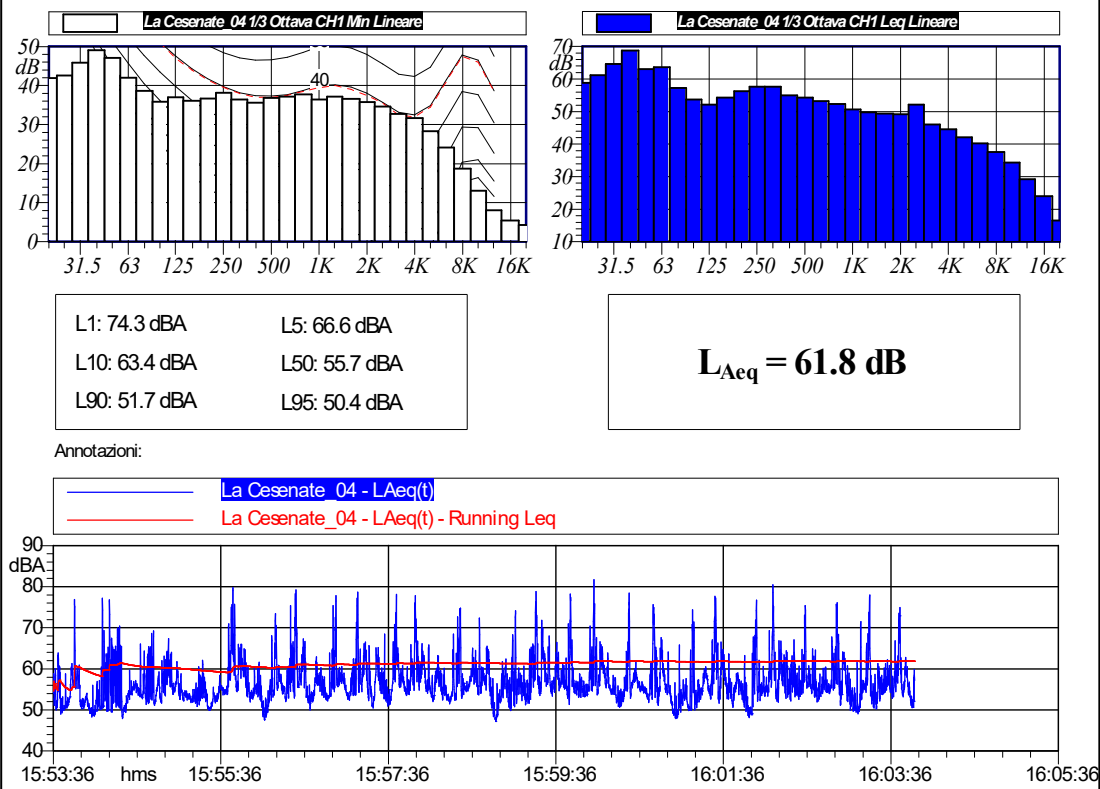 La Cesenate_04 1/3 Ottava CH1 Min Lineare
50
dB
40
30
20
10
0
40
31.5 63 125 250 500 1K 2K 4K 8K 16K
La Cesenate_04 1/3 Ottava CH1 Leq Lineare
70
dB
60
50
40
30
20
10
31.5 63 125 250 500 1K 2K 4K 8K 16K
L1: 74.3 dBA L5: 66.6 dBA
L10: 63.4 dBA L50: 55.7 dBA
L90: 51.7 dBA L95: 50.4 dBA
LAeq = 61.8 dB
Annotazioni:
La Cesenate_04 - LAeq(t)
La Cesenate_04 - LAeq(t) - Running Leq
90
dBA
80
70
60
50
40
15:53:36 hms 15:55:36 15:57:36 15:59:36 16:01:36 16:03:36 16:05:36